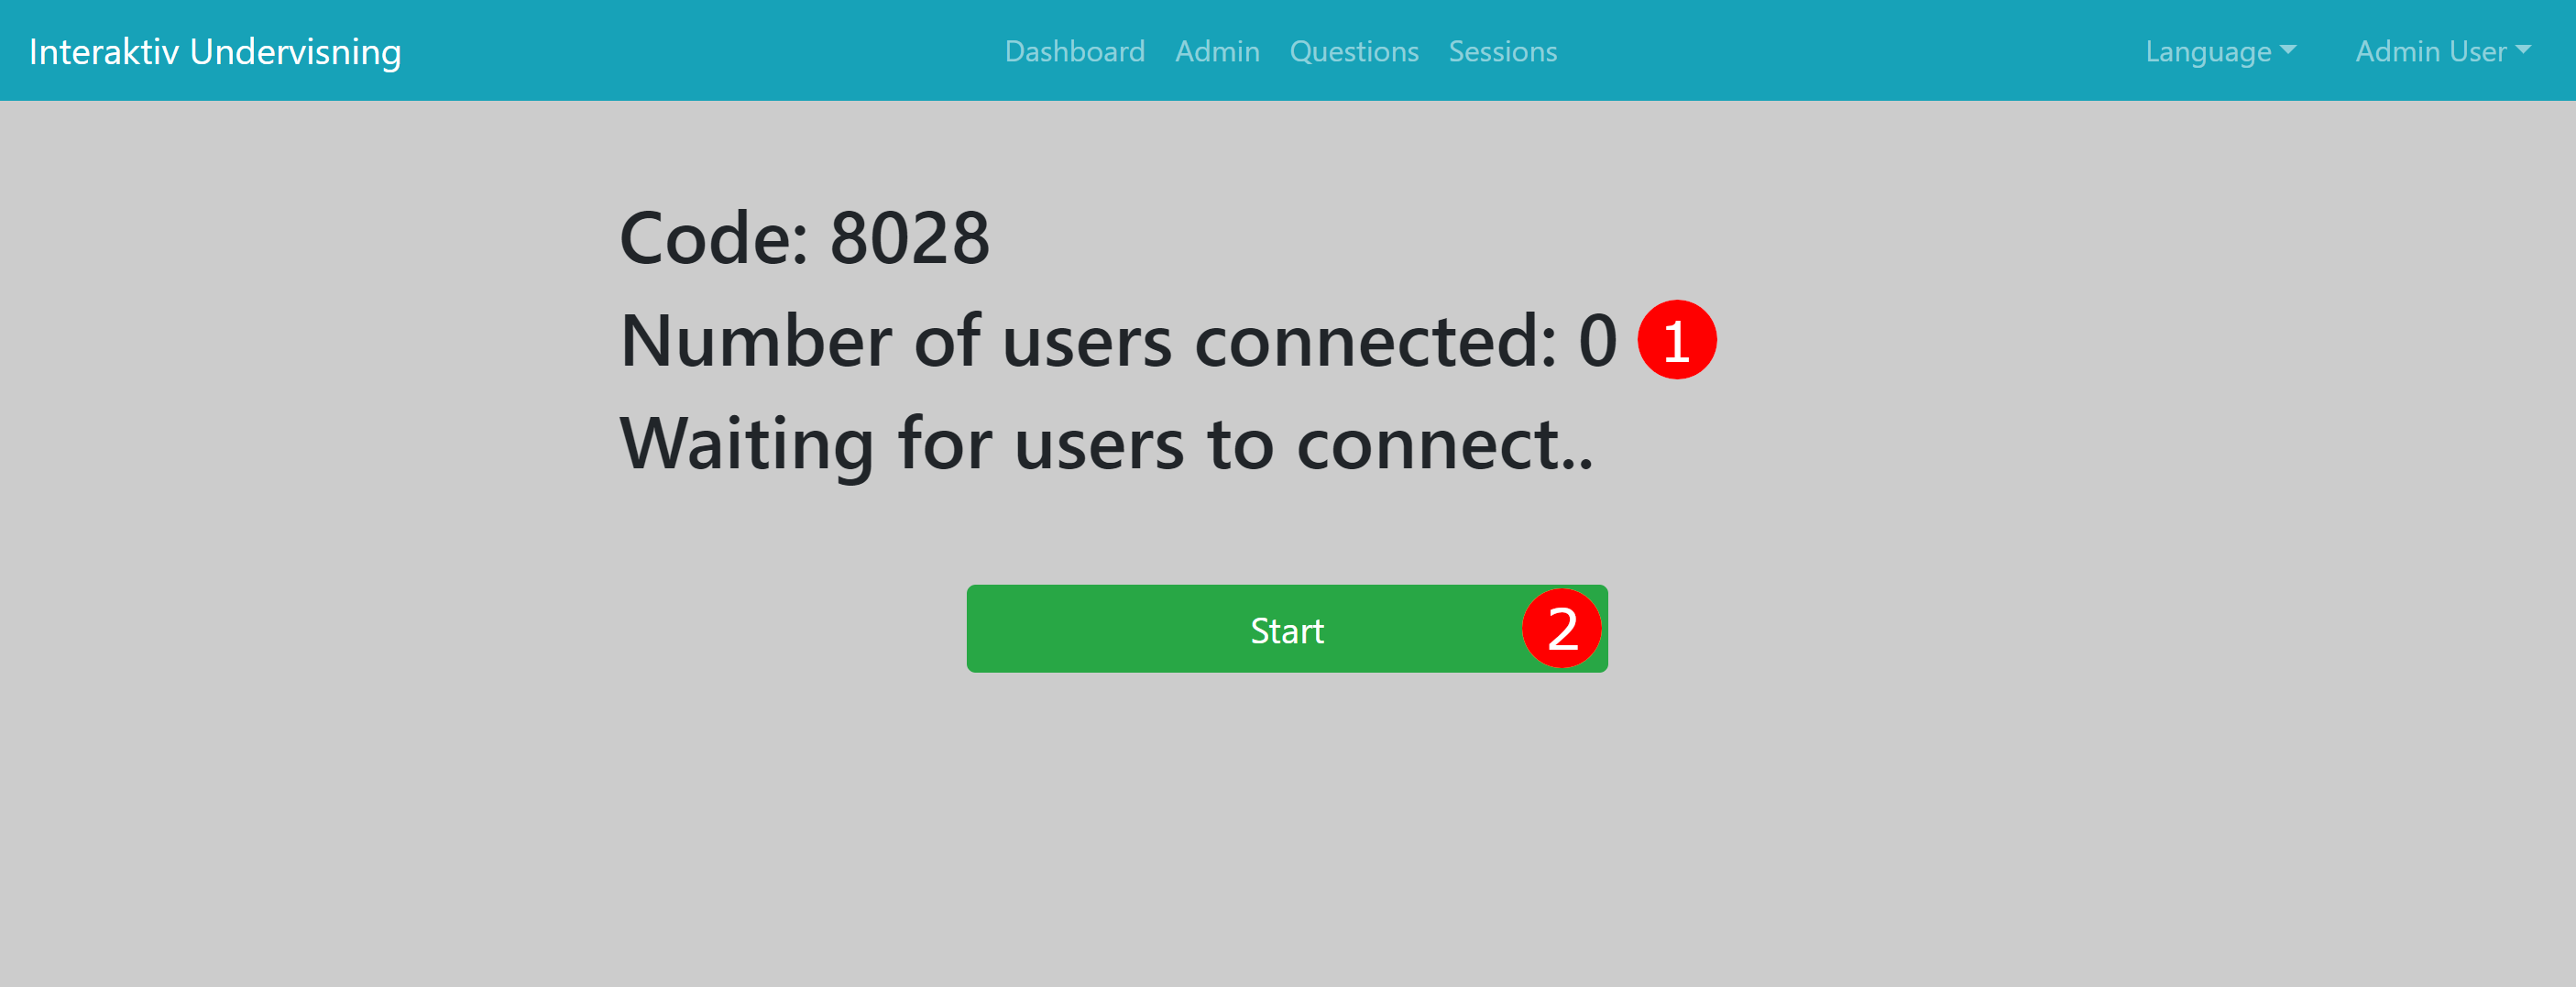 Interaktiv Undervisning Dashboard Admin Questions Sessions Language Admin User
Code: 8028
Number of users connected: 0 1
Waiting for users to connect..
Start 2